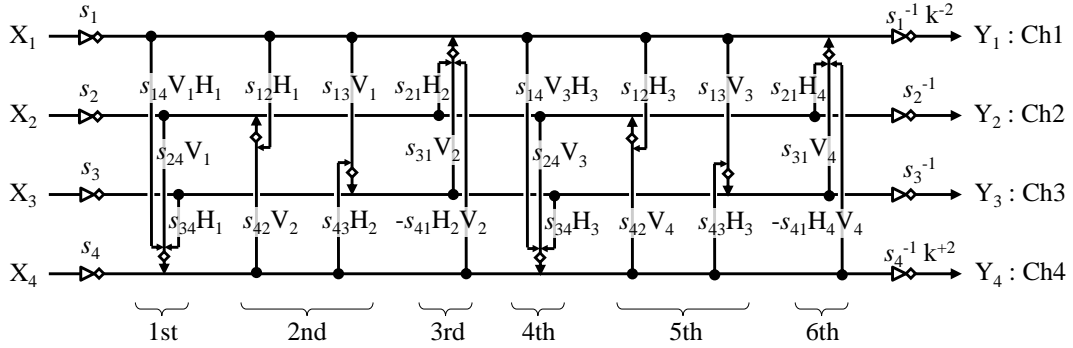 s₁ s₁⁻¹ k⁻²
X₁ Y₁ : Ch1
s₁₄V₁H₁ s₁₂H₁ s₁₃V₁ s₂₁H₂ s₁₄V₃H₃ s₁₂H₃ s₁₃V₃ s₂₁H₄
s₂ s₂⁻¹
X₂ Y₂ : Ch2
s₂₄V₁ s₃₁V₂ s₂₄V₃ s₃₁V₄
s₃ s₃⁻¹
X₃ Y₃ : Ch3
s₃₄H₁ s₄₂V₂ s₄₃H₂ -s₄₁H₂V₂ s₃₄H₃ s₄₂V₄ s₄₃H₃ -s₄₁H₄V₄
s₄ s₄⁻¹ k⁺²
X₄ Y₄ : Ch4
1st 2nd 3rd 4th 5th 6th